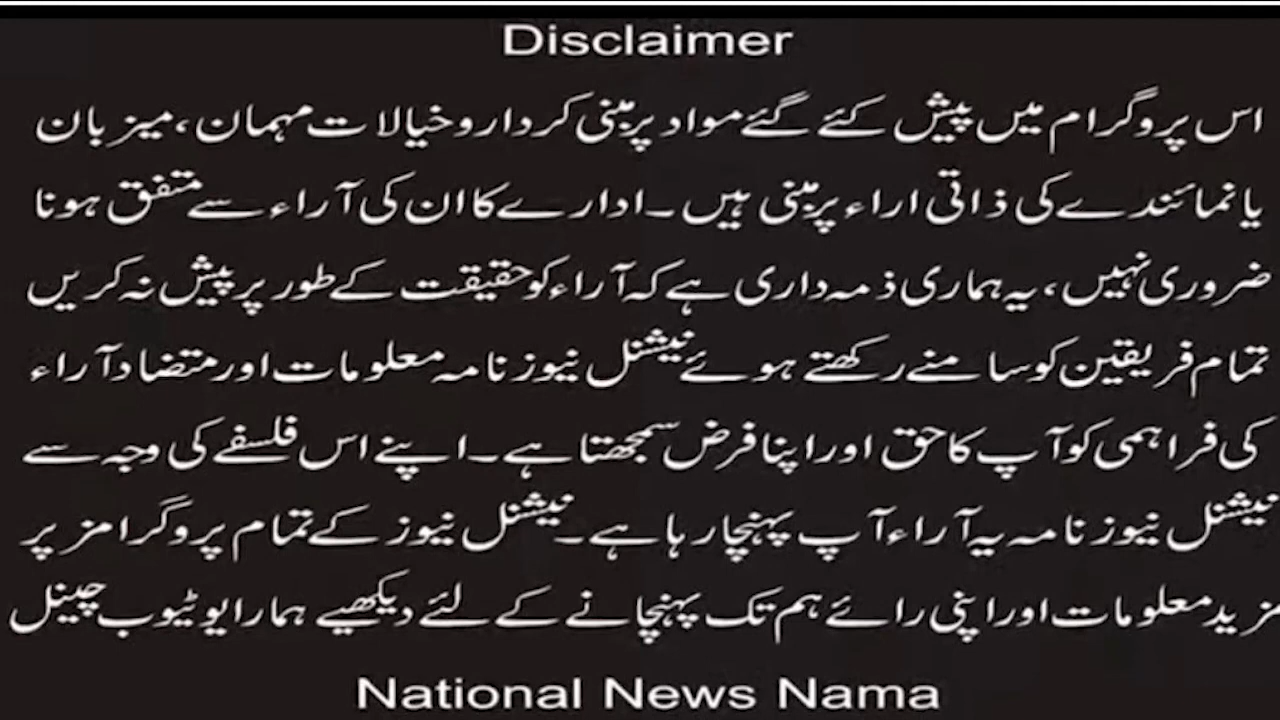 Disclaimer
اس پروگرام میں پیش کئے گئے مواد پر مبنی کردار و خیالات مہمان، میزبان
یا نمائندے کی ذاتی اراء پر مبنی ہیں۔ ادارے کا ان کی آراء سے متفق ہونا
ضروری نہیں، یہ ہماری ذمہ داری ہے کہ آراء کو حقیقت کے طور پر پیش نہ کریں
تمام فریقین کو سامنے رکھتے ہوئے نیشنل نیوز نامہ معلومات اور متضاد آراء
کی فراہمی کو آپ کا حق اور اپنا فرض سمجھتا ہے۔ اپنے اس فلسفے کی وجہ سے
نیشنل نیوز نامہ یہ آراء آپ پہنچا رہا ہے۔ نیشنل نیوز کے تمام پروگرامز پر
مزید معلومات اور اپنی رائے ہم تک پہنچانے کے لئے دیکھیے ہمارا یوٹیوب چینل
National News Nama